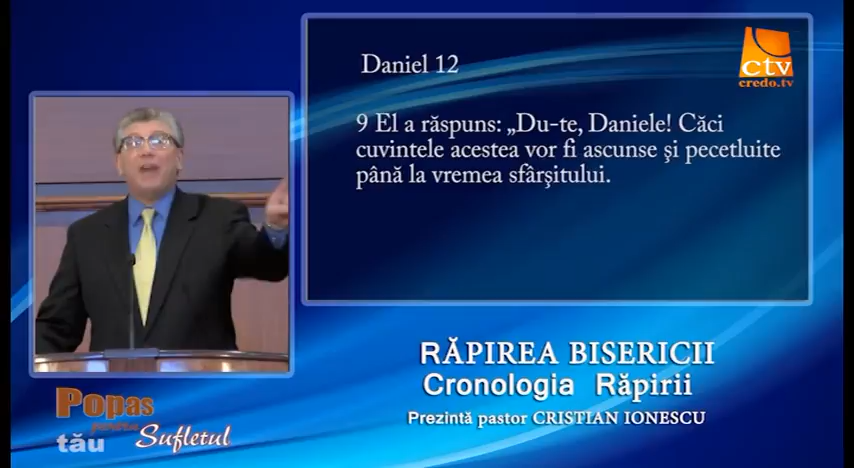 Daniel 12
ctv
credo.tv
9 El a răspuns: „Du-te, Daniele! Căci
cuvintele acestea vor fi ascunse şi pecetluite
până la vremea sfârşitului.
RĂPIREA BISERICII
Cronologia Răpirii
Prezintă pastor CRISTIAN IONESCU
Popas
pentru
Sufletul
tău